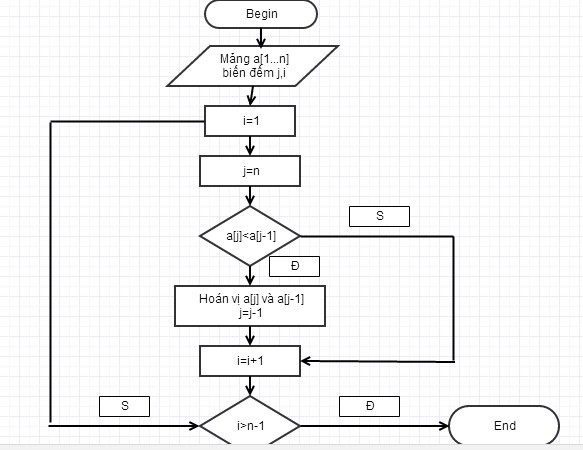 Begin
Mảng a[1...n]
biến đếm j,i
i=1
j=n
S
a[j]<a[j-1]
Đ
Hoán vị a[j] và a[j-1]
j=j-1
i=i+1
S
Đ
i>n-1
End